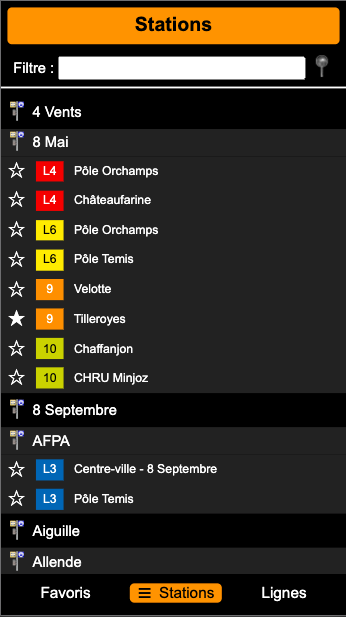 Stations
Filtre :
4 Vents
8 Mai
L4 Pôle Orchamps
L4 Châteaufarine
L6 Pôle Orchamps
L6 Pôle Temis
9 Velotte
9 Tilleroyes
10 Chaffanjon
10 CHRU Minjoz
8 Septembre
AFPA
L3 Centre-ville - 8 Septembre
L3 Pôle Temis
Aiguille
Allende
Favoris Stations Lignes